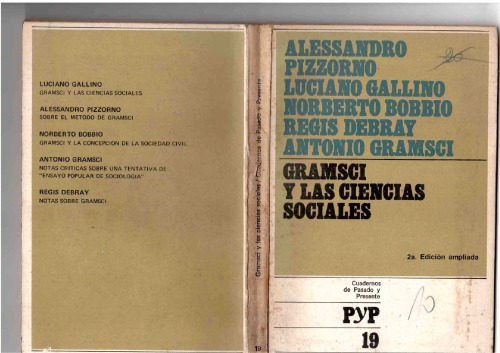 LUCIANO GALLINO
GRAMSCI Y LAS CIENCIAS SOCIALES
ALESSANDRO PIZZORNO
SOBRE EL METODO DE GRAMSCI
NORBERTO BOBBIO
GRAMSCI Y LA CONCEPCION DE LA SOCIEDAD CIVIL
ANTONIO GRAMSCI
NOTAS CRITICAS SOBRE UNA TENTATIVA DE
"ENSAYO POPULAR DE SOCIOLOGIA"
REGIS DEBRAY
NOTAS SOBRE GRAMSCI
Gramsci y las ciencias sociales / Cuadernos de Pasado y Presente
19
ALESSANDRO
PIZZORNO
LUCIANO GALLINO
NORBERTO BOBBIO
REGIS DEBRAY
ANTONIO GRAMSCI
GRAMSCI
Y LAS CIENCIAS
SOCIALES
2a. Edición ampliada
Cuadernos
de Pasado y
Presente
PYP
19